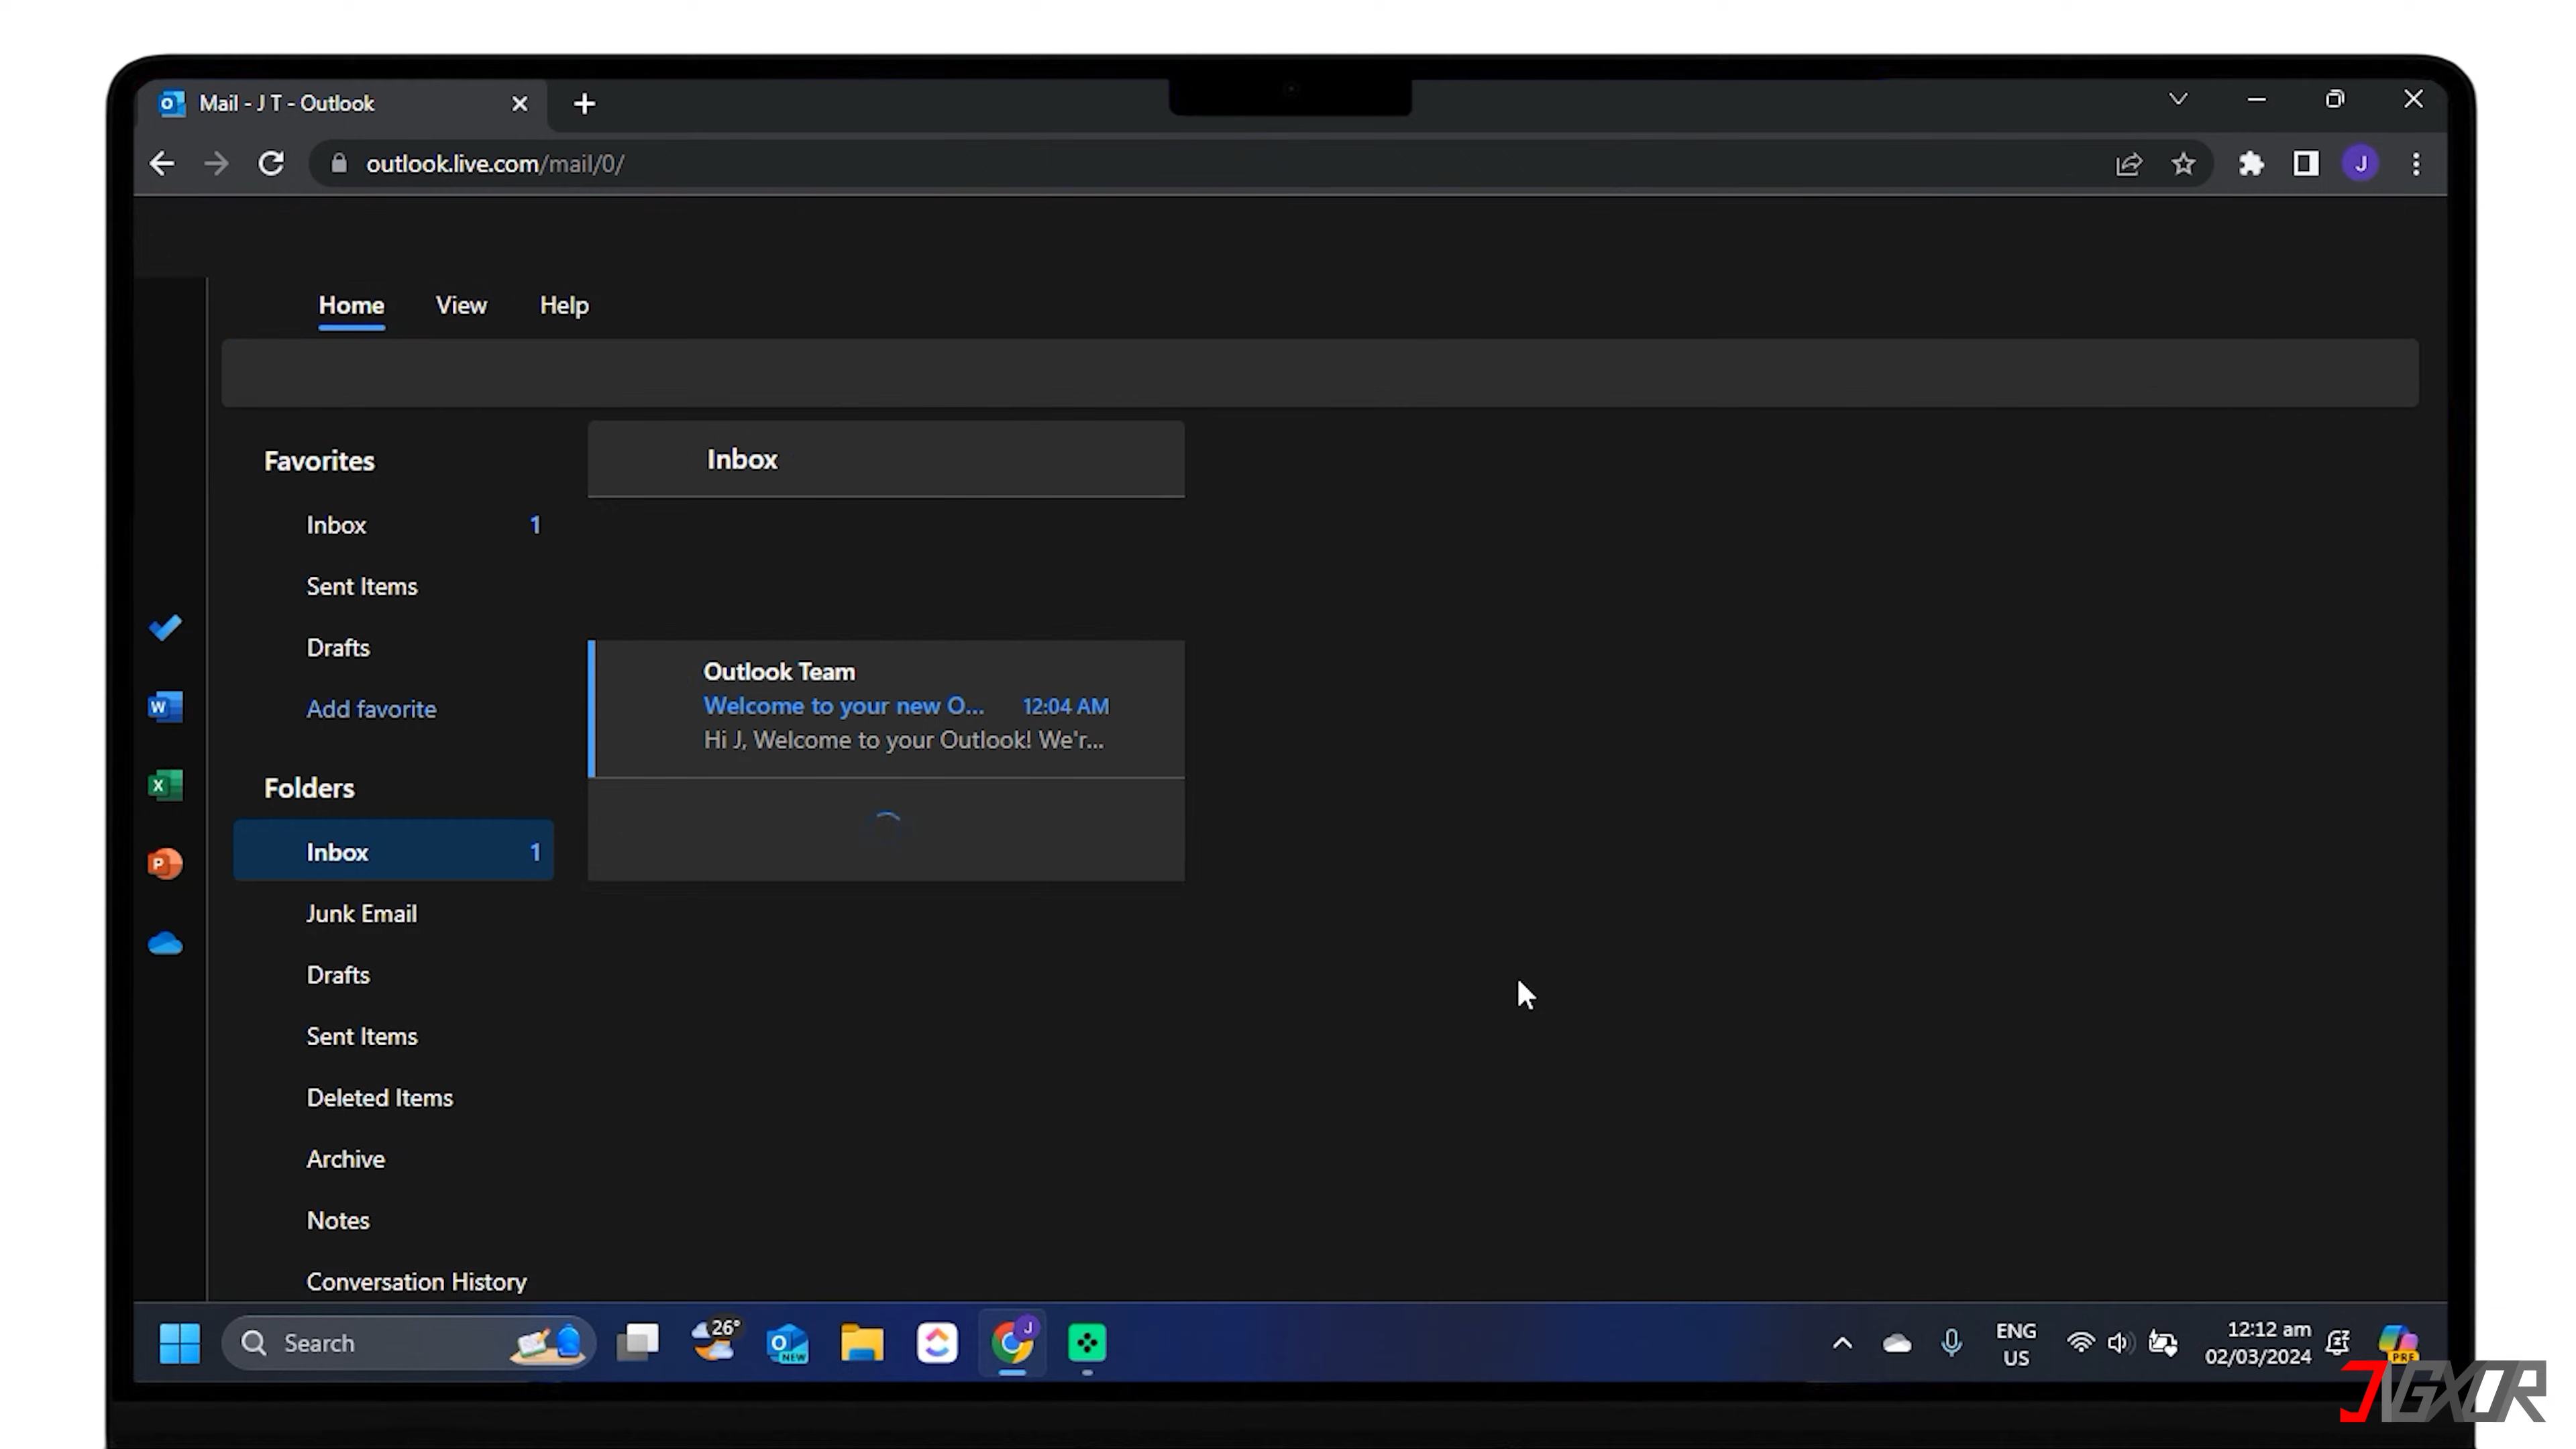 Mail - J T - Outlook
outlook.live.com/mail/0/
J
Home View Help
Favorites
Inbox 1
Sent Items
Drafts
Add favorite
Folders
Inbox 1
Junk Email
Drafts
Sent Items
Deleted Items
Archive
Notes
Conversation History
Inbox
Outlook Team
Welcome to your new O... 12:04 AM
Hi J, Welcome to your Outlook! We'r...
W
X
P
Search
26°
O
NEW
J
ENG
US
12:12 am
02/03/2024
PRE
JIGXOR